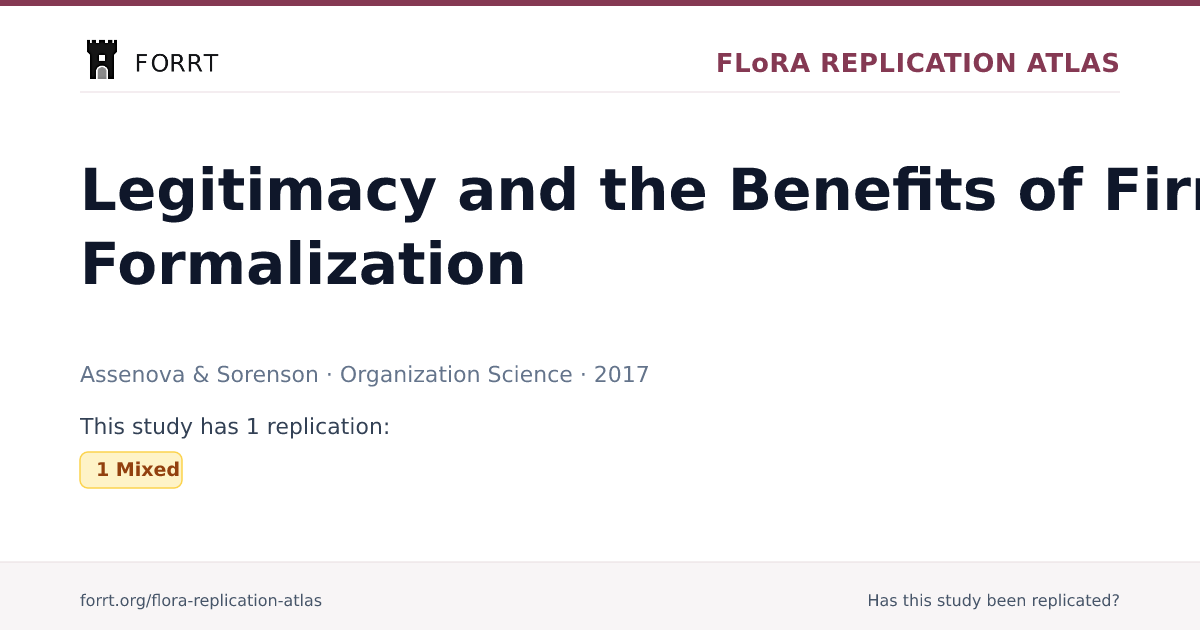 FORRT
FLoRA REPLICATION ATLAS
Legitimacy and the Benefits of
Formalization
Assenova & Sorenson · Organization Science · 2017
This study has 1 replication:
1 Mixed
forrt.org/flora-replication-atlas
Has this study been replicated?